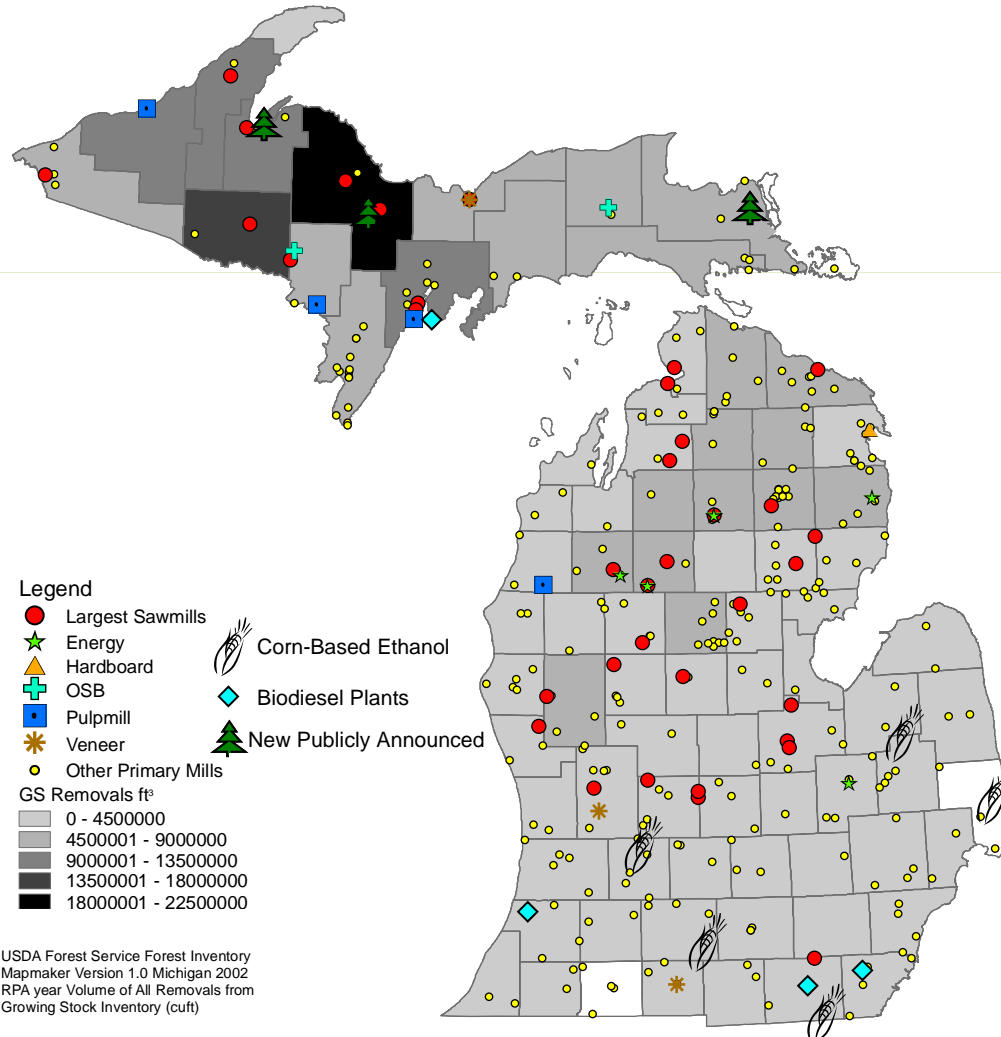 Legend
Largest Sawmills
Energy
Hardboard
OSB
Pulpmill
Veneer
Other Primary Mills
Corn-Based Ethanol
Biodiesel Plants
New Publicly Announced
GS Removals ft³
0 - 4500000
4500001 - 9000000
9000001 - 13500000
13500001 - 18000000
18000001 - 22500000
USDA Forest Service Forest Inventory
Mapmaker Version 1.0 Michigan 2002
RPA year Volume of All Removals from
Growing Stock Inventory (cuft)